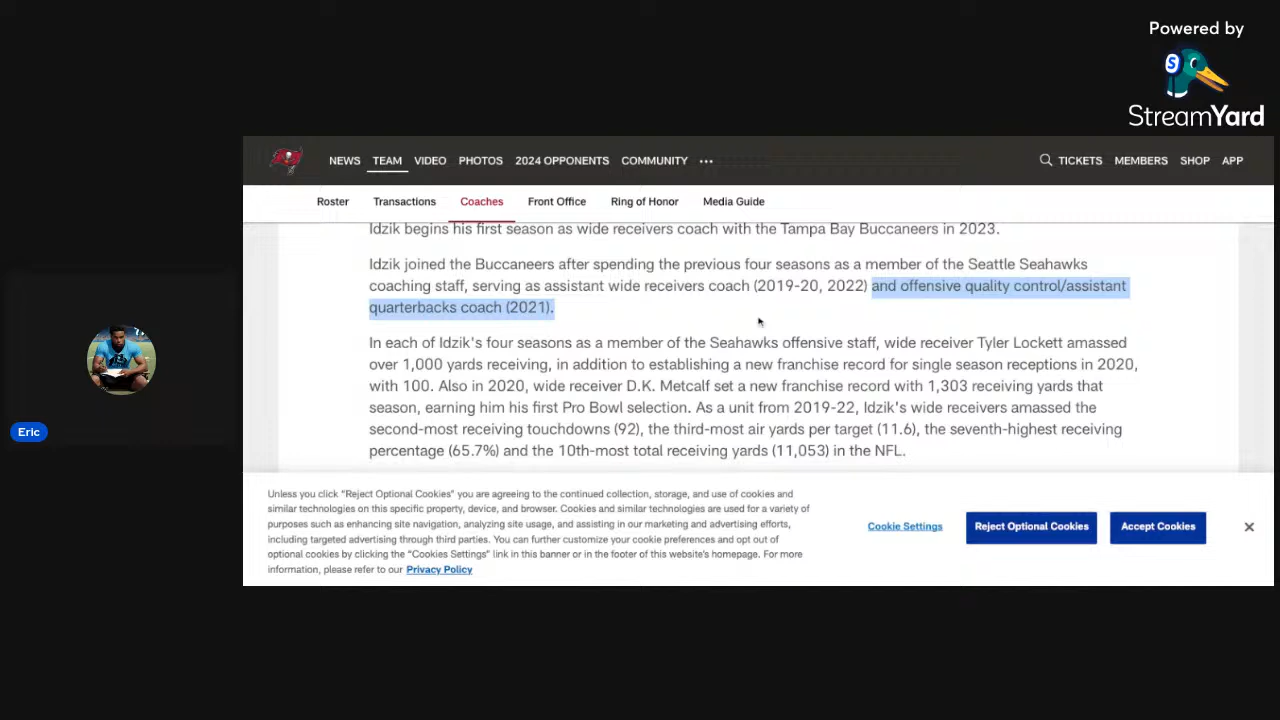 Powered by
StreamYard
NEWS TEAM VIDEO PHOTOS 2024 OPPONENTS COMMUNITY ••• TICKETS MEMBERS SHOP APP
Roster Transactions Coaches Front Office Ring of Honor Media Guide
Idzik begins his first season as wide receivers coach with the Tampa Bay Buccaneers in 2023.
Idzik joined the Buccaneers after spending the previous four seasons as a member of the Seattle Seahawks
coaching staff, serving as assistant wide receivers coach (2019-20, 2022) and offensive quality control/assistant
quarterbacks coach (2021).
In each of Idzik's four seasons as a member of the Seahawks offensive staff, wide receiver Tyler Lockett amassed
over 1,000 yards receiving, in addition to establishing a new franchise record for single season receptions in 2020,
with 100. Also in 2020, wide receiver D.K. Metcalf set a new franchise record with 1,303 receiving yards that
season, earning him his first Pro Bowl selection. As a unit from 2019-22, Idzik's wide receivers amassed the
second-most receiving touchdowns (92), the third-most air yards per target (11.6), the seventh-highest receiving
percentage (65.7%) and the 10th-most total receiving yards (11,053) in the NFL.
Eric
Unless you click "Reject Optional Cookies" you are agreeing to the continued collection, storage, and use of cookies and
similar technologies on this specific property, device, and browser. Cookies and similar technologies are used for a variety of
purposes such as enhancing site navigation, analyzing site usage, and assisting in our marketing and advertising efforts,
including targeted advertising through third parties. You can further customize your cookie preferences and opt out of
optional cookies by clicking the "Cookies Settings" link in this banner or in the footer of this website's homepage. For more
information, please refer to our Privacy Policy
Cookie Settings Reject Optional Cookies Accept Cookies